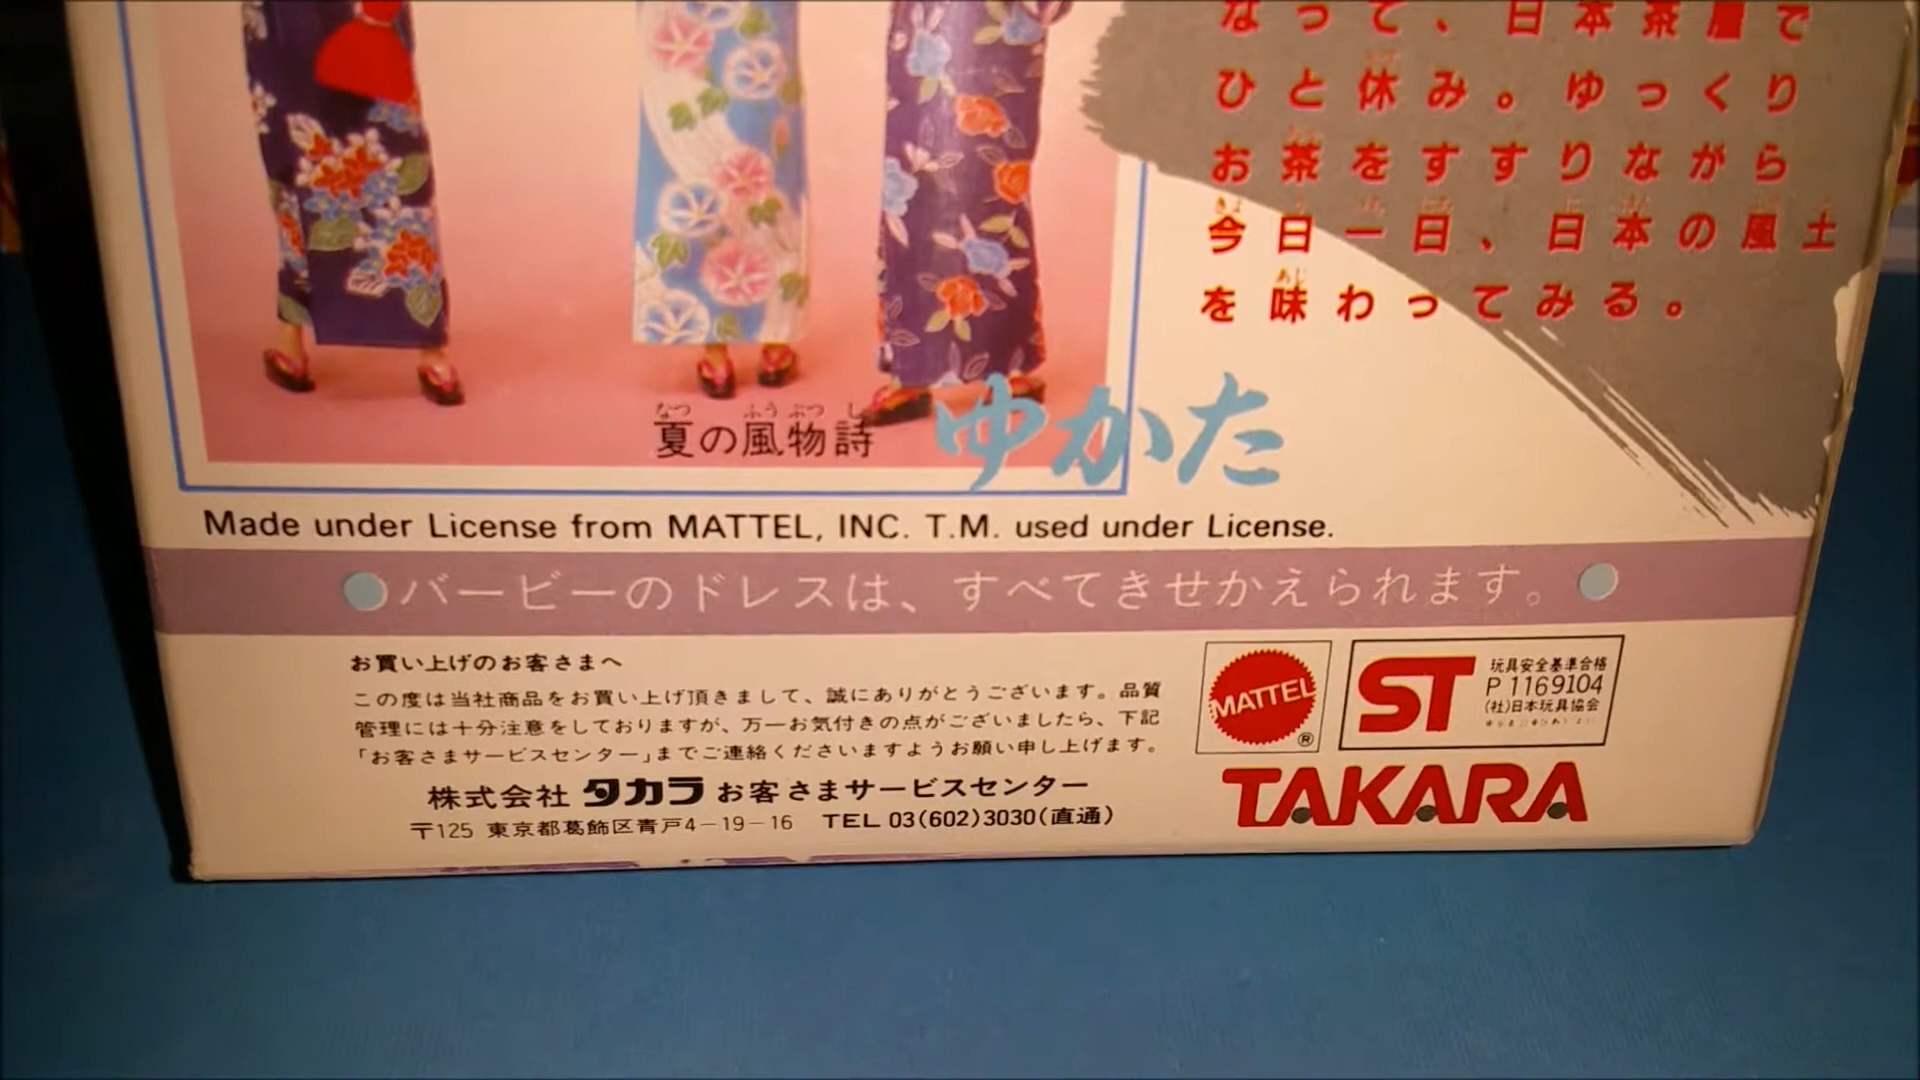 なって、日本茶屋で
ひと休み。ゆっくり
お茶をすすりながら
今日一日、日本の風土
を味わってみる。
夏の風物詩 ゆかた
Made under License from MATTEL, INC. T.M. used under License.
●バービーのドレスは、すべてきせかえられます。●
お買い上げのお客さまへ
この度は当社商品をお買い上げ頂きまして、誠にありがとうございます。品質
管理には十分注意をしておりますが、万一お気付きの点がございましたら、下記
「お客さまサービスセンター」までご連絡くださいますようお願い申し上げます。
株式会社 タカラ お客さまサービスセンター
〒125 東京都葛飾区青戸4-19-16 TEL 03(602)3030(直通)
MATTEL®
ST
玩具安全基準合格
P 1169104
(社)日本玩具協会
TAKARA